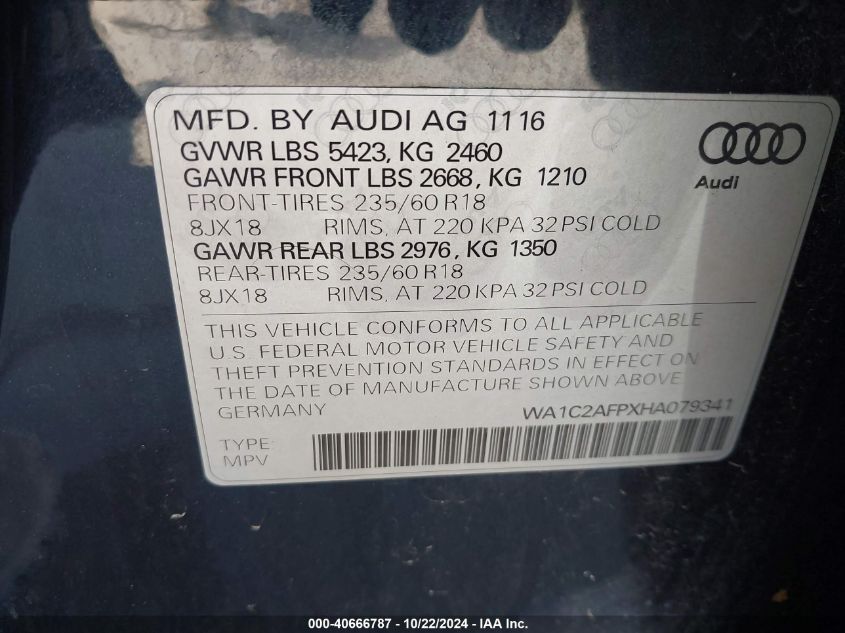 MFD. BY AUDI AG 11 16
GVWR LBS 5423, KG 2460
GAWR FRONT LBS 2668, KG 1210
FRONT-TIRES 235/60 R18
8JX18 RIMS, AT 220 KPA 32 PSI COLD
GAWR REAR LBS 2976, KG 1350
REAR-TIRES 235/60 R18
8JX18 RIMS, AT 220 KPA 32 PSI COLD
Audi
THIS VEHICLE CONFORMS TO ALL APPLICABLE
U.S. FEDERAL MOTOR VEHICLE SAFETY AND
THEFT PREVENTION STANDARDS IN EFFECT ON
THE DATE OF MANUFACTURE SHOWN ABOVE
GERMANY WA1C2AFPXHA079341
TYPE:
MPV
000-40666787 - 10/22/2024 - IAA Inc.